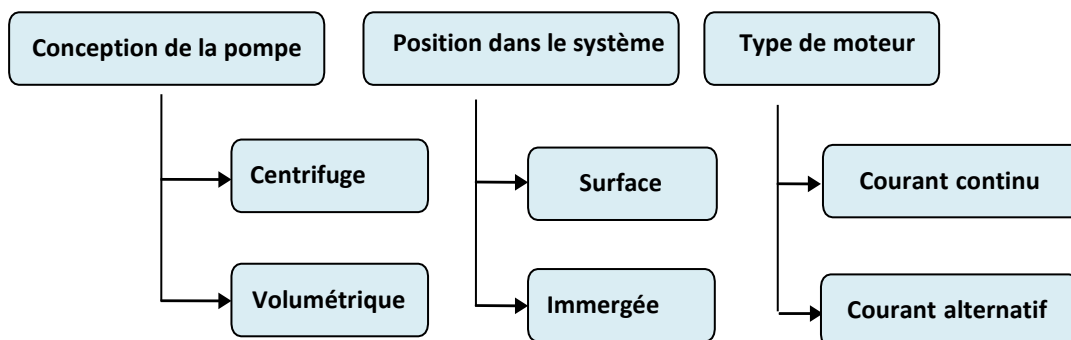 Conception de la pompe
Position dans le système
Type de moteur
Centrifuge
Surface
Courant continu
Volumétrique
Immergée
Courant alternatif